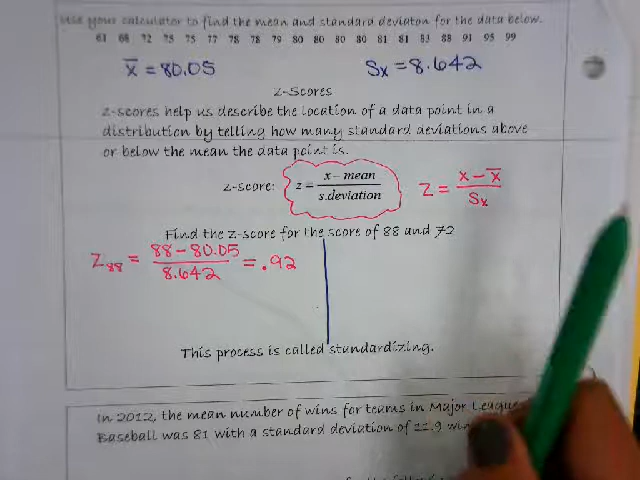 Use your calculator to find the mean and standard deviaton for the data below.
61 68 72 75 75 77 78 78 79 80 80 80 80 81 81 83 88 91 95 99
x̅ = 80.05 Sx = 8.642
Z-Scores
z-scores help us describe the location of a data point in a
distribution by telling how many standard deviations above
or below the mean the data point is.
z-score: z = x - mean / s.deviation Z = x - x̅ / Sx
Find the z-score for the score of 88 and 72
Z88 = 88 - 80.05 / 8.642 = .92
This process is called standardizing.
In 2012, the mean number of wins for teams in Major League
Baseball was 81 with a standard deviation of 11.9